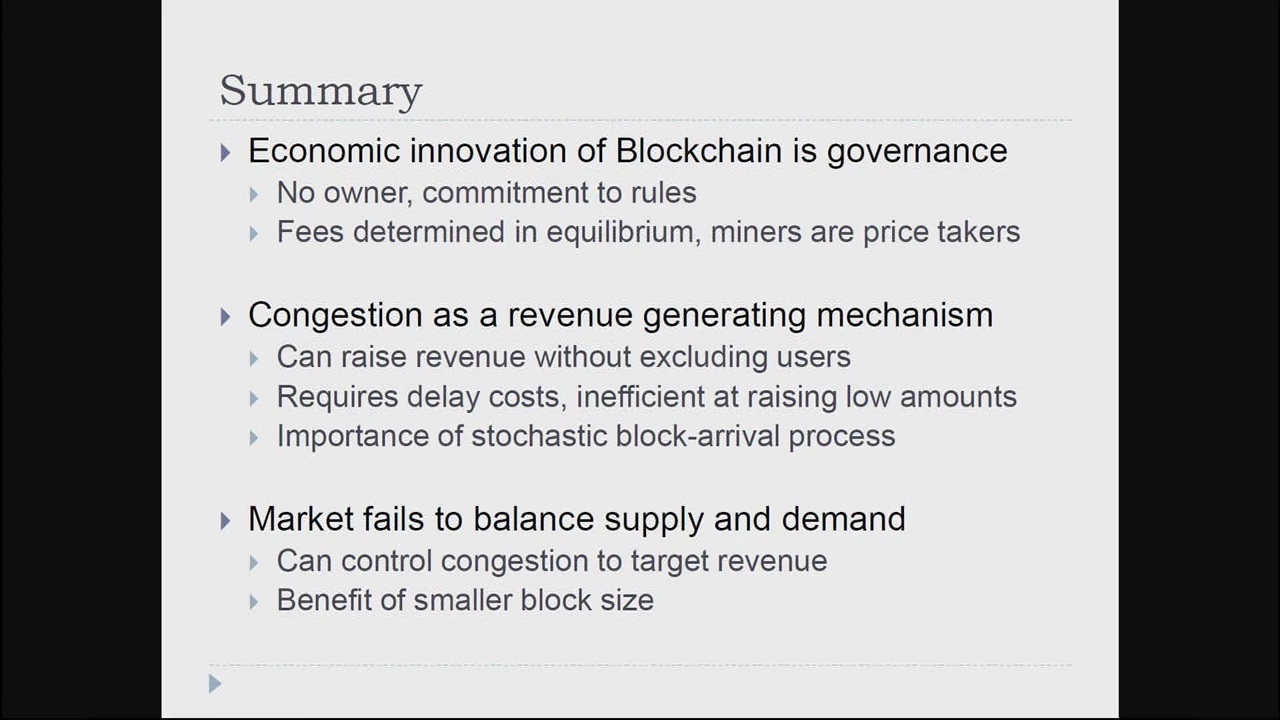 Summary
Economic innovation of Blockchain is governance
No owner, commitment to rules
Fees determined in equilibrium, miners are price takers
Congestion as a revenue generating mechanism
Can raise revenue without excluding users
Requires delay costs, inefficient at raising low amounts
Importance of stochastic block-arrival process
Market fails to balance supply and demand
Can control congestion to target revenue
Benefit of smaller block size